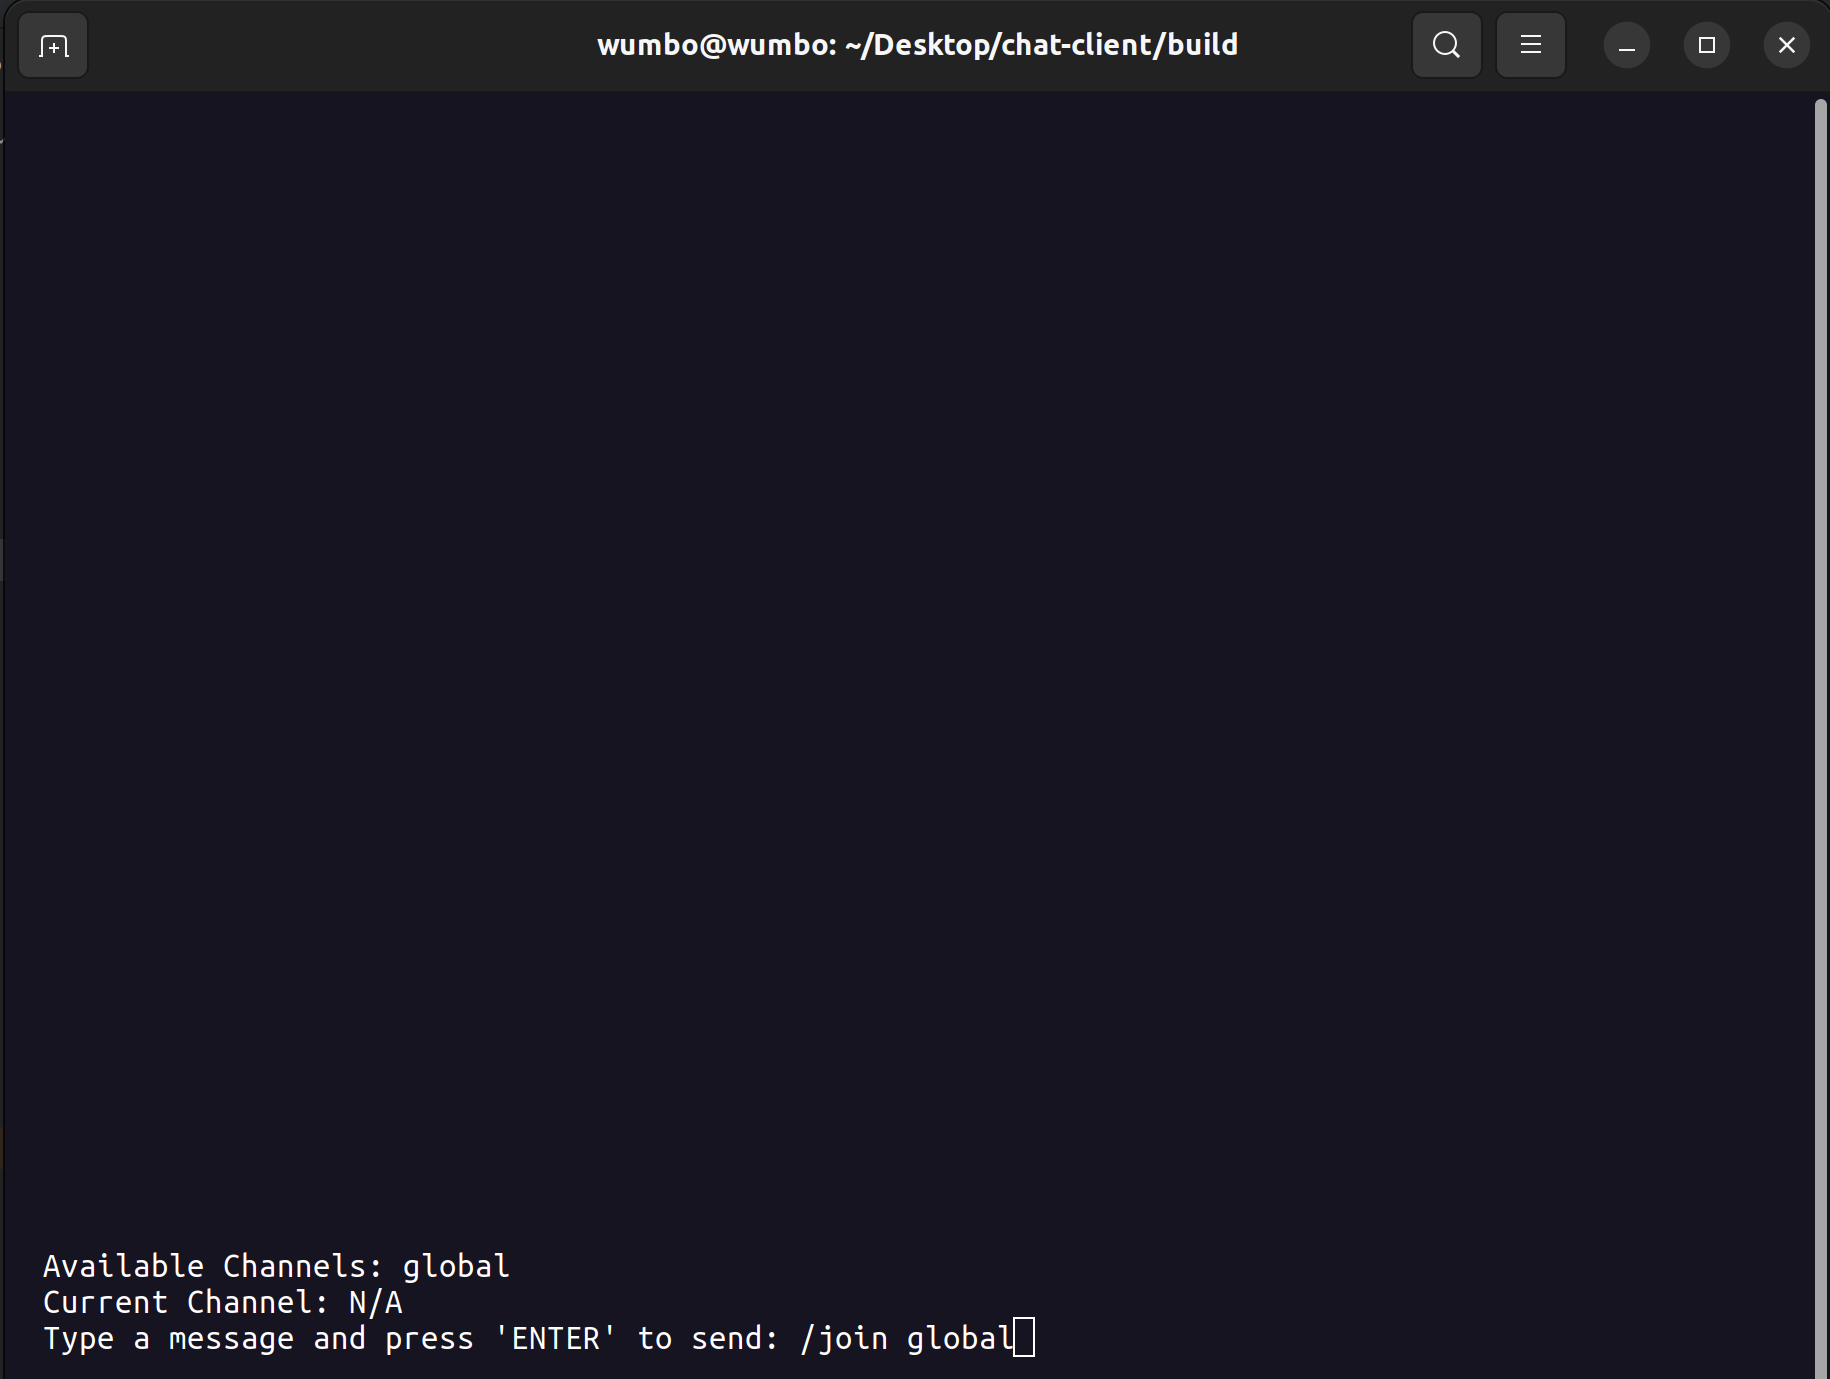 wumbo@wumbo: ~/Desktop/chat-client/build
Available Channels: global
Current Channel: N/A
Type a message and press 'ENTER' to send: /join global